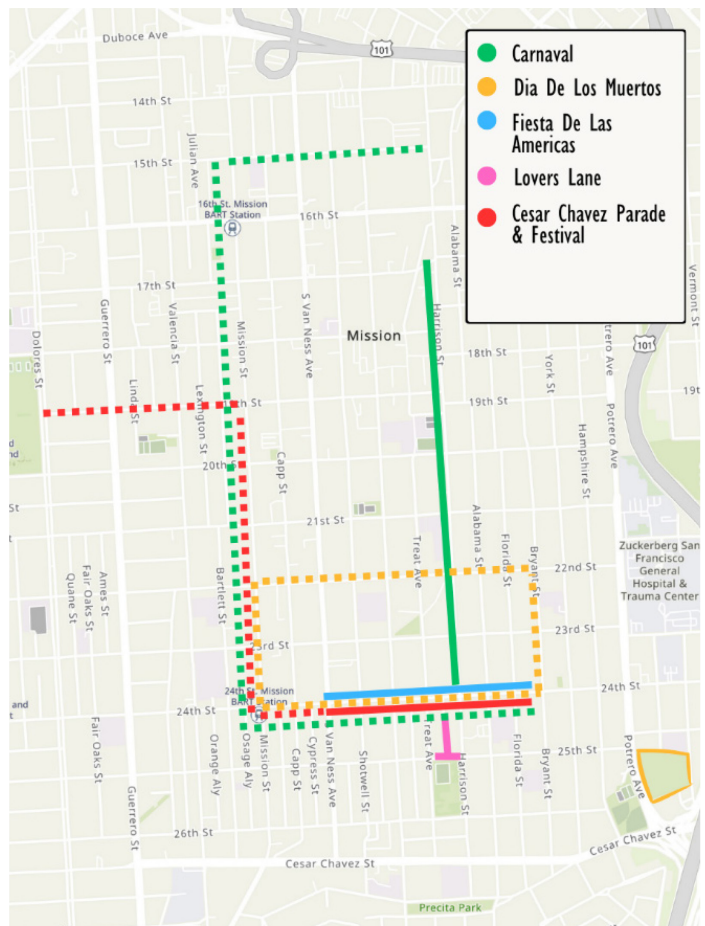 Duboce Ave
101
14th St
15th St
Julian Ave
16th St. Mission
BART Station
16th St
Alabama St
17th St
Guerrero St
Valencia St
S Van Ness Ave
Mission St
Mission
Harrison St
18th St
Dolores St
Linda St
Lexington St
19th St
York St
Potrero Ave
Vermont St
101
19th
20th S
Capp St
Hampshire St
Potrero Ave
21st St
Alabama St
Florida St
Bryant St
Treat Ave
22nd St
Zuckerberg San
Francisco
General
Hospital &
Trauma Center
Ames St
Fair Oaks St
Quane St
Bartlett St
23rd St
23rd St
24th St. Mission
BART Station
24th St
24th St
and
Fair Oaks St
Orange Aly
Osage Aly
Mission St
Capp St
Cypress St
Van Ness Ave
Shotwell St
Treat Ave
Harrison St
Florida St
Bryant St
25th St
Potrero Ave
Guerrero St
26th St
Cesar Chavez St
Cesar Chavez St
Precita Park
Carnaval
Dia De Los Muertos
Fiesta De Las
Americas
Lovers Lane
Cesar Chavez Parade
& Festival